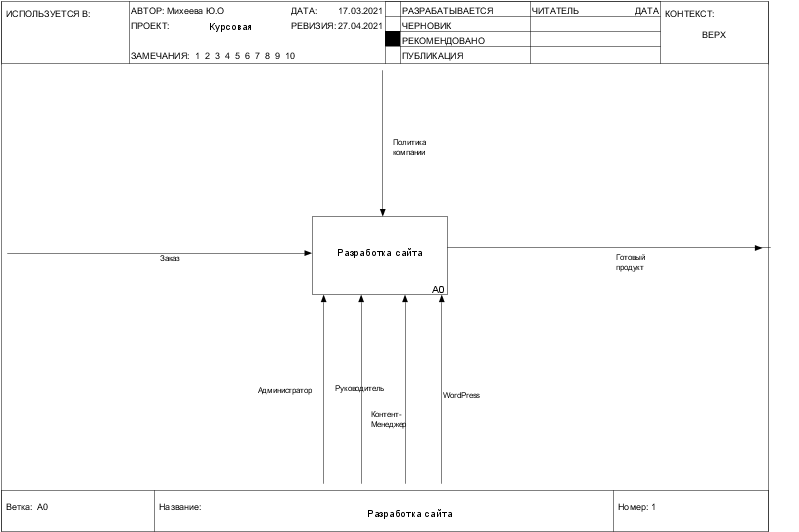 ИСПОЛЬЗУЕТСЯ В:
АВТОР: Михеева Ю.О
ДАТА: 17.03.2021
ПРОЕКТ: Курсовая
РЕВИЗИЯ: 27.04.2021
ЗАМЕЧАНИЯ: 1 2 3 4 5 6 7 8 9 10
РАЗРАБАТЫВАЕТСЯ
ЧЕРНОВИК
РЕКОМЕНДОВАНО
ПУБЛИКАЦИЯ
ЧИТАТЕЛЬ ДАТА
КОНТЕКСТ:
ВЕРХ
Политика
компании
Заказ
Разработка сайта
A0
Готовый
продукт
Администратор
Руководитель
Контент-
Менеджер
WordPress
Ветка: A0
Название:
Разработка сайта
Номер: 1